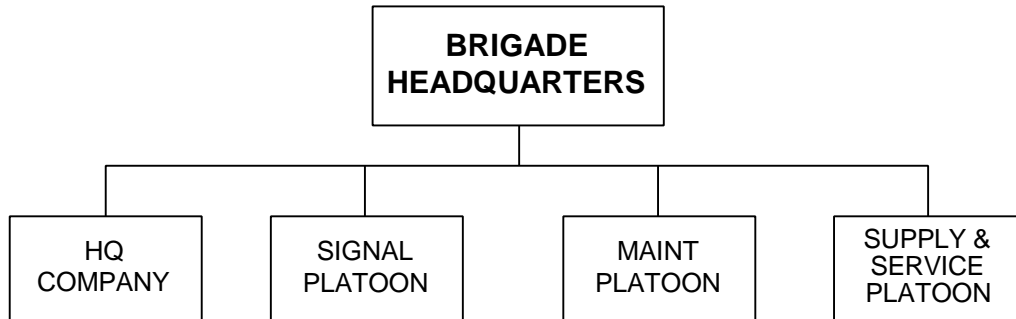 BRIGADE
HEADQUARTERS
HQ
COMPANY
SIGNAL
PLATOON
MAINT
PLATOON
SUPPLY &
SERVICE
PLATOON